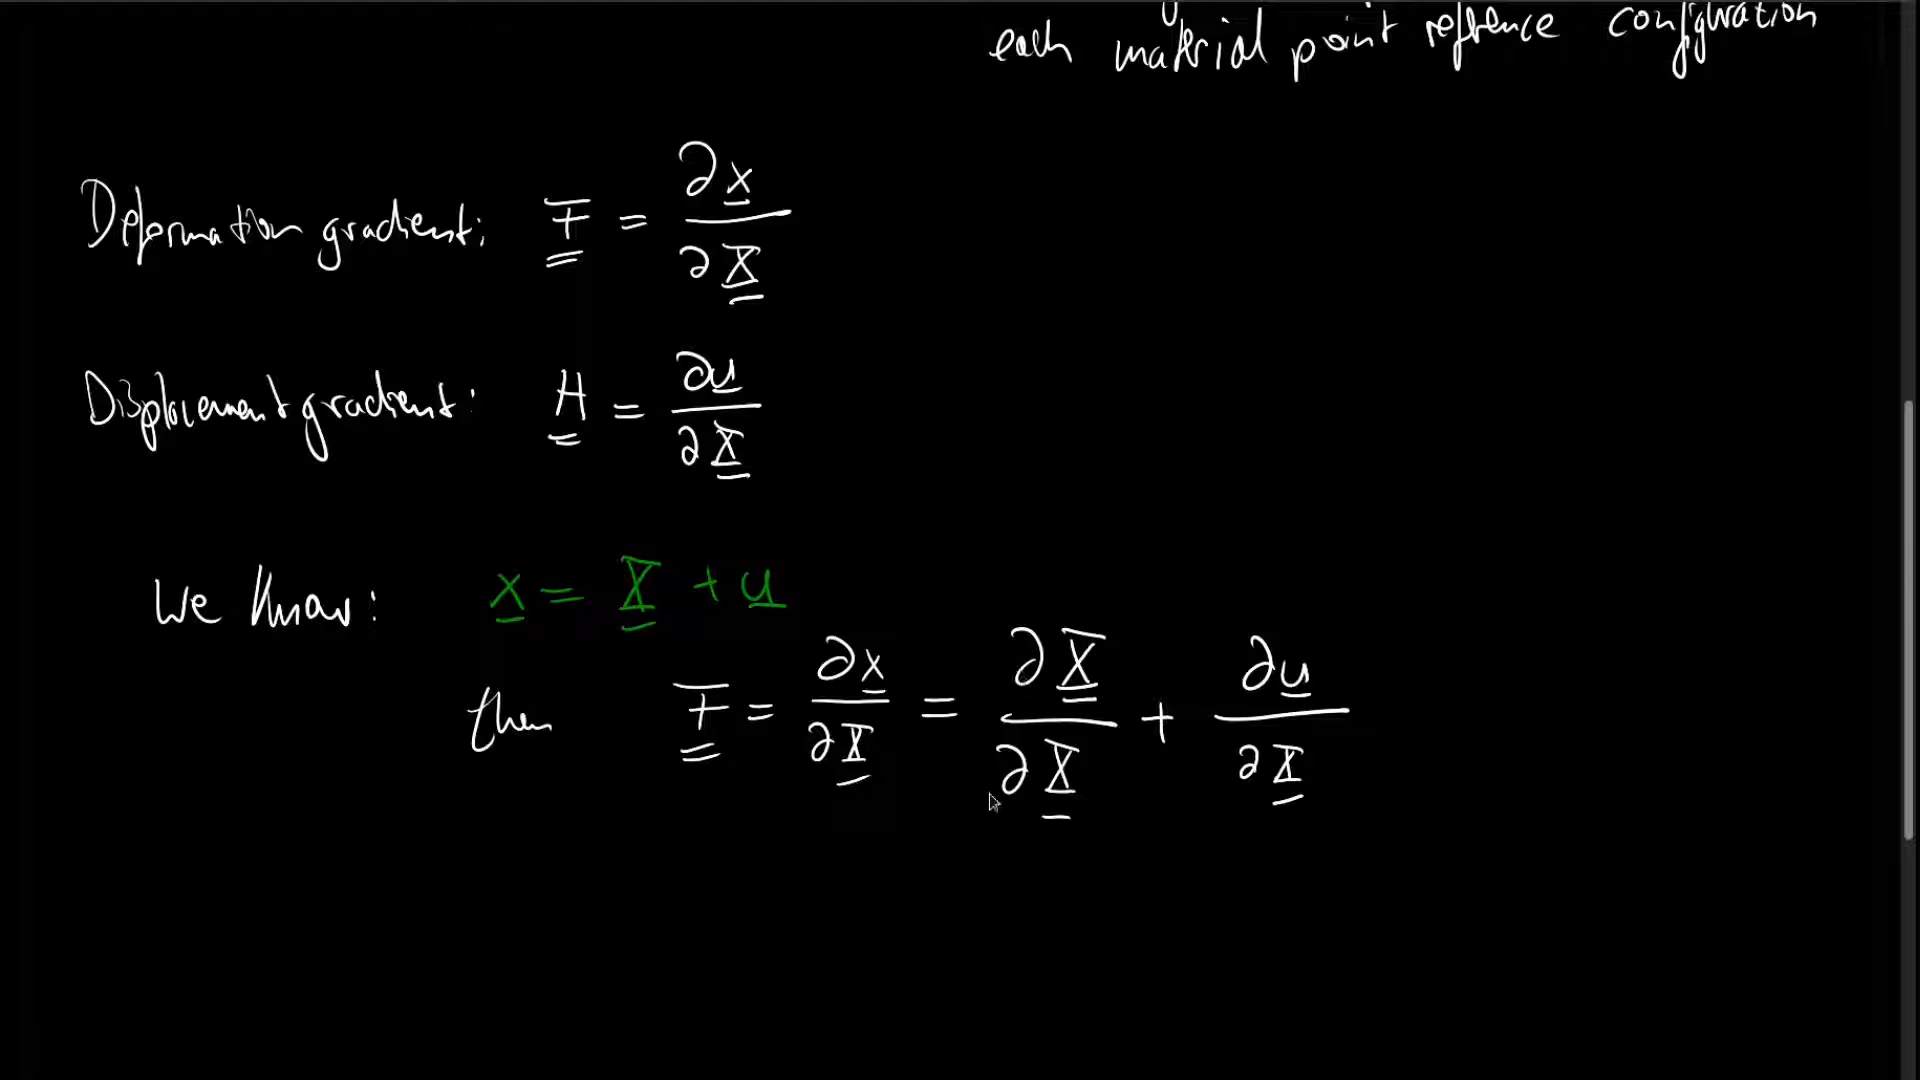 each material point reference configuration
Deformation gradient: F = ∂x / ∂X
Displacement gradient: H = ∂u / ∂X
We know: x = X + u
then F = ∂x / ∂X = ∂X / ∂X + ∂u / ∂X